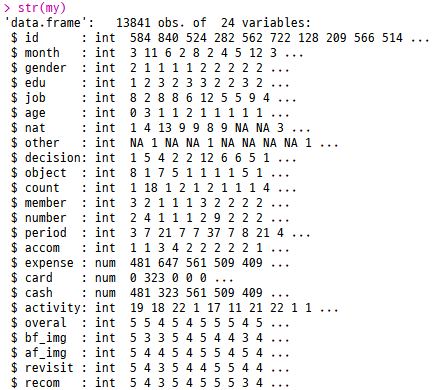 > str(my)
'data.frame':   13841 obs. of  24 variables:
 $ id      : int  584 840 524 282 562 722 128 209 566 514 ...
 $ month   : int  3 11 6 2 8 2 4 5 12 3 ...
 $ gender  : int  2 1 1 1 1 2 2 2 2 2 ...
 $ edu     : int  1 2 3 2 3 3 2 2 3 2 ...
 $ job     : int  8 2 8 8 6 12 5 5 9 4 ...
 $ age     : int  0 3 1 1 2 1 1 1 1 1 ...
 $ nat     : int  1 4 13 9 9 8 9 NA NA 3 ...
 $ other   : int  NA 1 NA NA 1 NA NA NA NA 1 ...
 $ decision: int  1 5 4 2 2 12 6 6 5 1 ...
 $ object  : int  8 1 7 5 1 1 1 1 5 1 ...
 $ count   : int  1 18 1 2 1 2 1 1 1 4 ...
 $ member  : int  3 2 1 1 1 3 2 2 2 2 ...
 $ number  : int  2 4 1 1 1 2 9 2 2 2 ...
 $ period  : int  3 7 21 7 7 37 7 8 21 4 ...
 $ accom   : int  1 1 3 4 2 2 2 2 2 1 ...
 $ expense : num  481 647 561 509 409 ...
 $ card    : num  0 323 0 0 0 ...
 $ cash    : num  481 323 561 509 409 ...
 $ activity: int  19 18 22 1 17 11 21 22 1 1 ...
 $ overal  : int  5 5 4 5 4 5 5 5 4 5 ...
 $ bf_img  : int  5 3 3 5 4 5 4 4 3 4 ...
 $ af_img  : int  5 4 4 5 4 5 5 4 5 4 ...
 $ revisit : int  5 4 3 5 4 4 5 5 4 4 ...
 $ recom   : int  5 4 3 5 4 5 5 5 3 4 ...